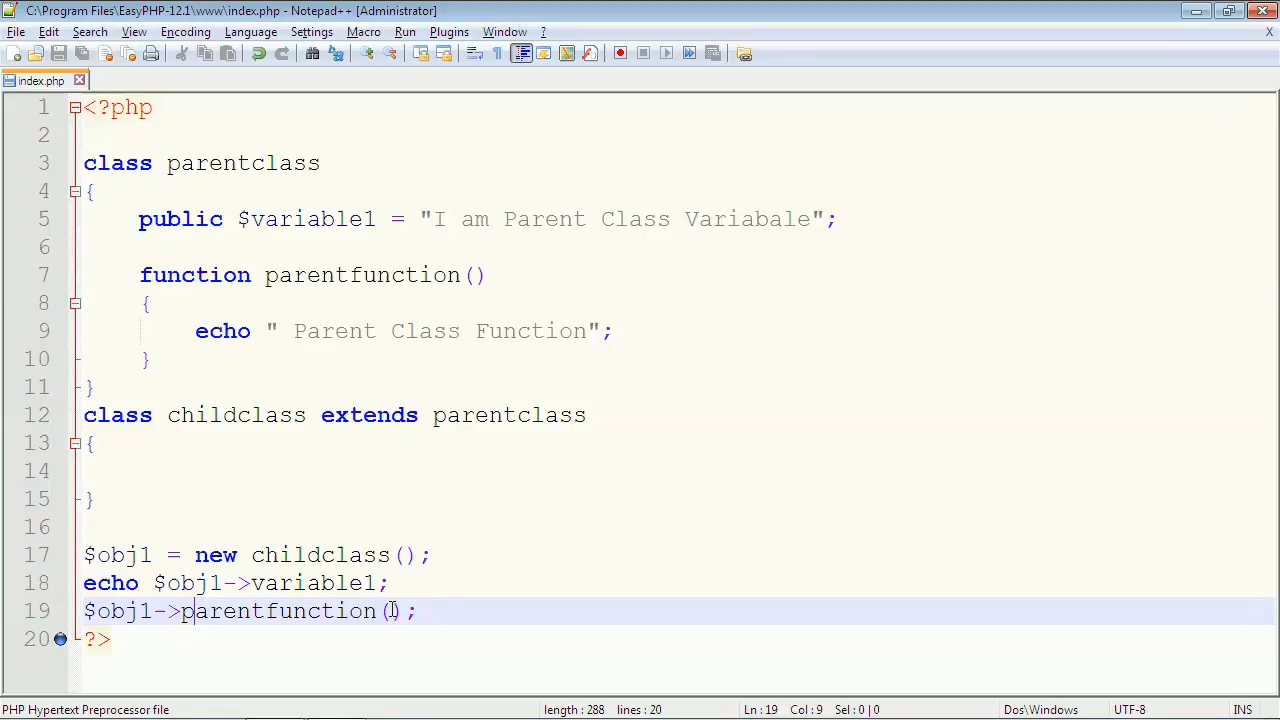 C:\Program Files\EasyPHP-12.1\www\index.php - Notepad++ [Administrator]
File Edit Search View Encoding Language Settings Macro Run Plugins Window ? X
index.php
1 <?php
2
3 class parentclass
4 {
5 public $variable1 = "I am Parent Class Variabale";
6
7 function parentfunction()
8 {
9 echo " Parent Class Function";
10 }
11 }
12 class childclass extends parentclass
13 {
14
15 }
16
17 $obj1 = new childclass();
18 echo $obj1->variable1;
19 $obj1->parentfunction();
20 ?>
PHP Hypertext Preprocessor file length : 288 lines : 20 Ln : 19 Col : 9 Sel : 0 | 0 Dos\Windows UTF-8 INS